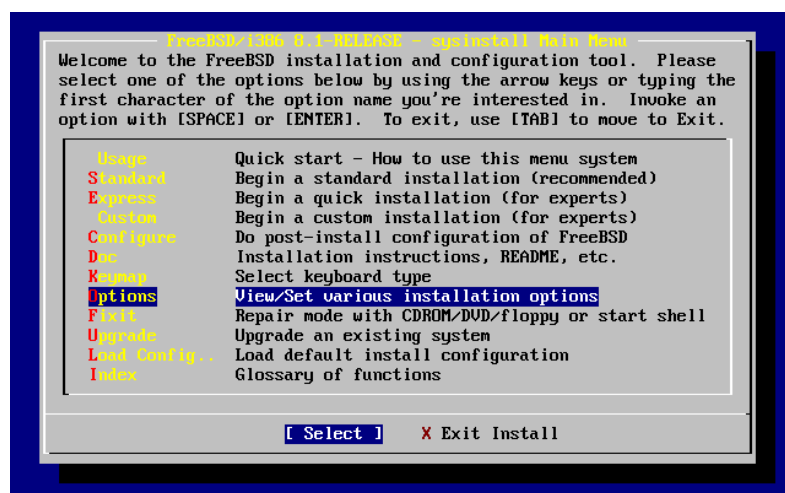 FreeBSD/i386 8.1-RELEASE - sysinstall Main Menu
Welcome to the FreeBSD installation and configuration tool.  Please
select one of the options below by using the arrow keys or typing the
first character of the option name you're interested in.  Invoke an
option with [SPACE] or [ENTER].  To exit, use [TAB] to move to Exit.
Usage Quick start - How to use this menu system
Standard Begin a standard installation (recommended)
Express Begin a quick installation (for experts)
Custom Begin a custom installation (for experts)
Configure Do post-install configuration of FreeBSD
Doc Installation instructions, README, etc.
Keymap Select keyboard type
Options View/Set various installation options
Fixit Repair mode with CDROM/DVD/floppy or start shell
Upgrade Upgrade an existing system
Load Config.. Load default install configuration
Index Glossary of functions
[ Select ] X Exit Install